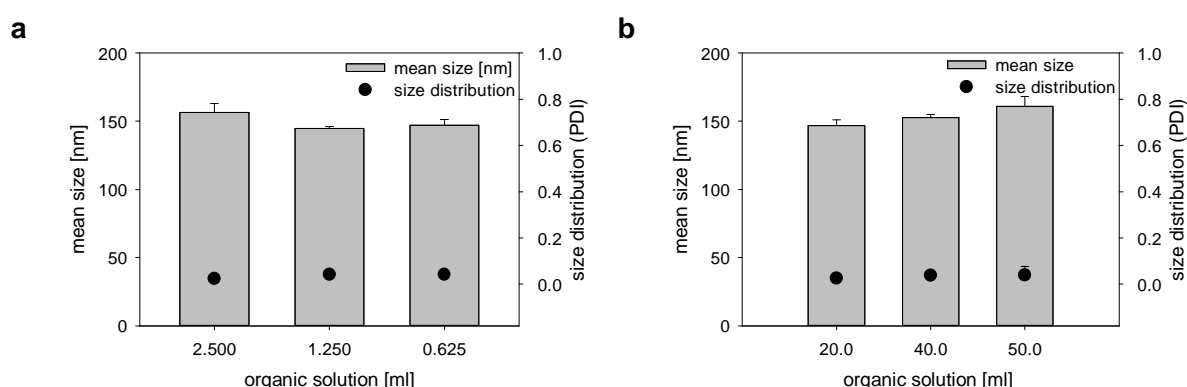 a
200
150
100
50
0
mean size [nm]
mean size [nm]
size distribution
1.0
0.8
0.6
0.4
0.2
0.0
size distribution (PDI)
2.500 1.250 0.625
organic solution [ml]
b
200
150
100
50
0
mean size [nm]
mean size
size distribution
1.0
0.8
0.6
0.4
0.2
0.0
size distribution (PDI)
20.0 40.0 50.0
organic solution [ml]